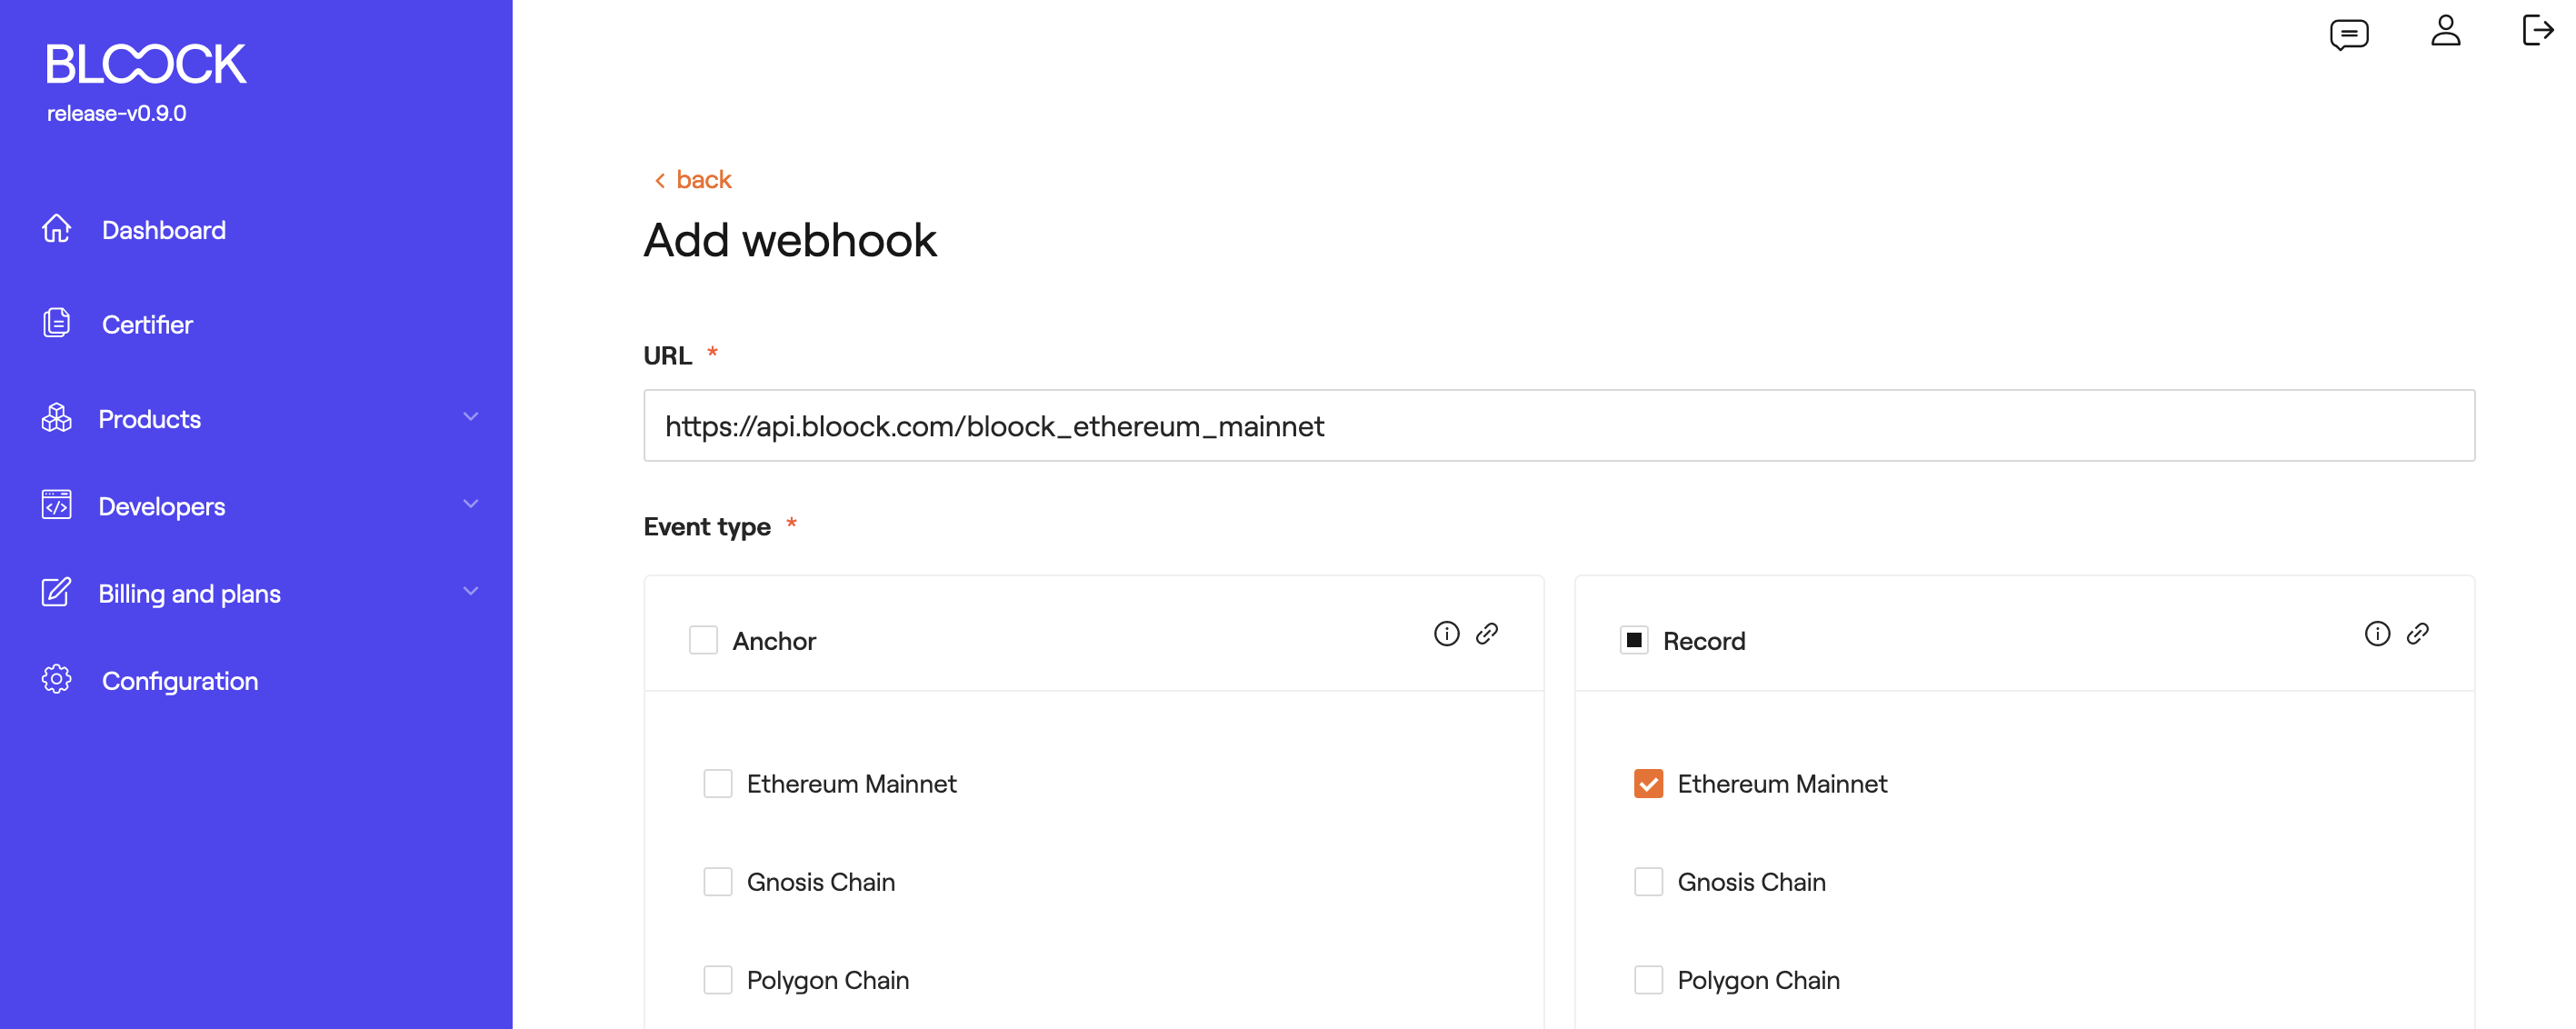 BLOOCK
release-v0.9.0
Dashboard
Certifier
Products
Developers
Billing and plans
Configuration
back
Add webhook
URL *
https://api.bloock.com/bloock_ethereum_mainnet
Event type *
Anchor
Ethereum Mainnet
Gnosis Chain
Polygon Chain
Record
Ethereum Mainnet
Gnosis Chain
Polygon Chain